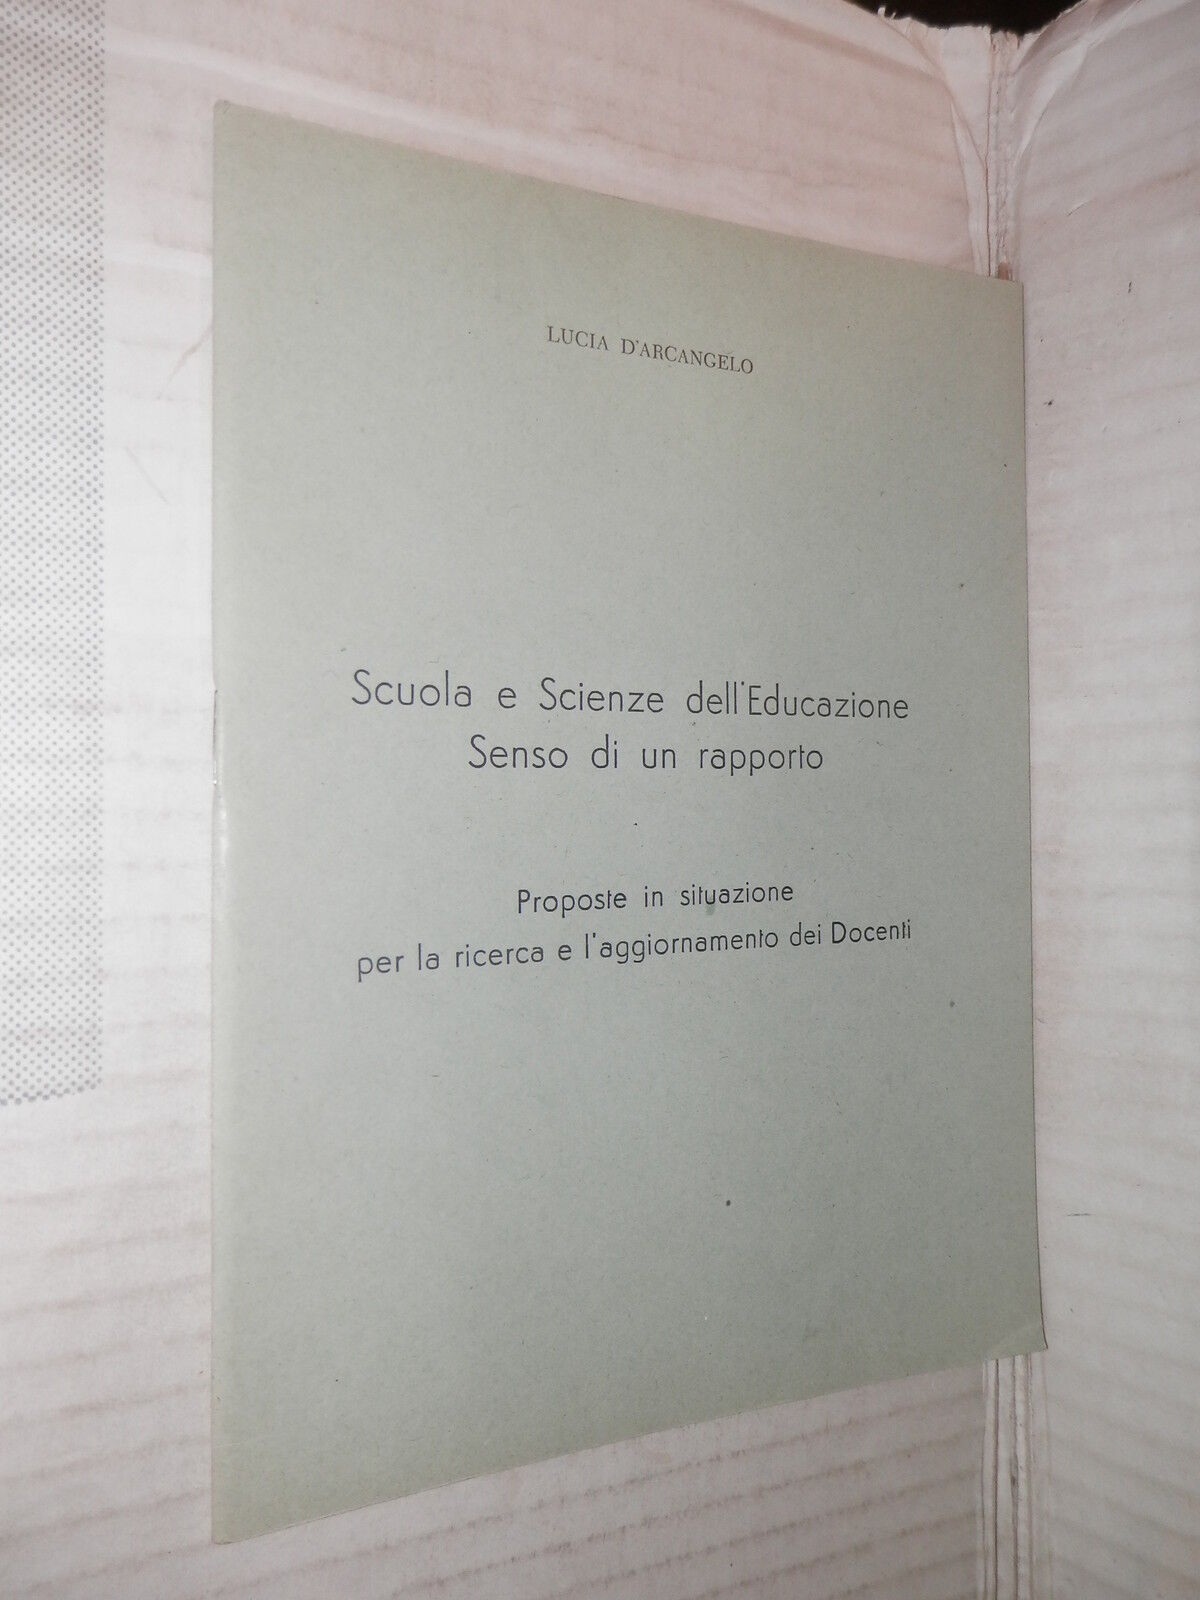 LUCIA D'ARCANGELO
Scuola e Scienze dell'Educazione
Senso di un rapporto
Proposte in situazione
per la ricerca e l'aggiornamento dei Docenti